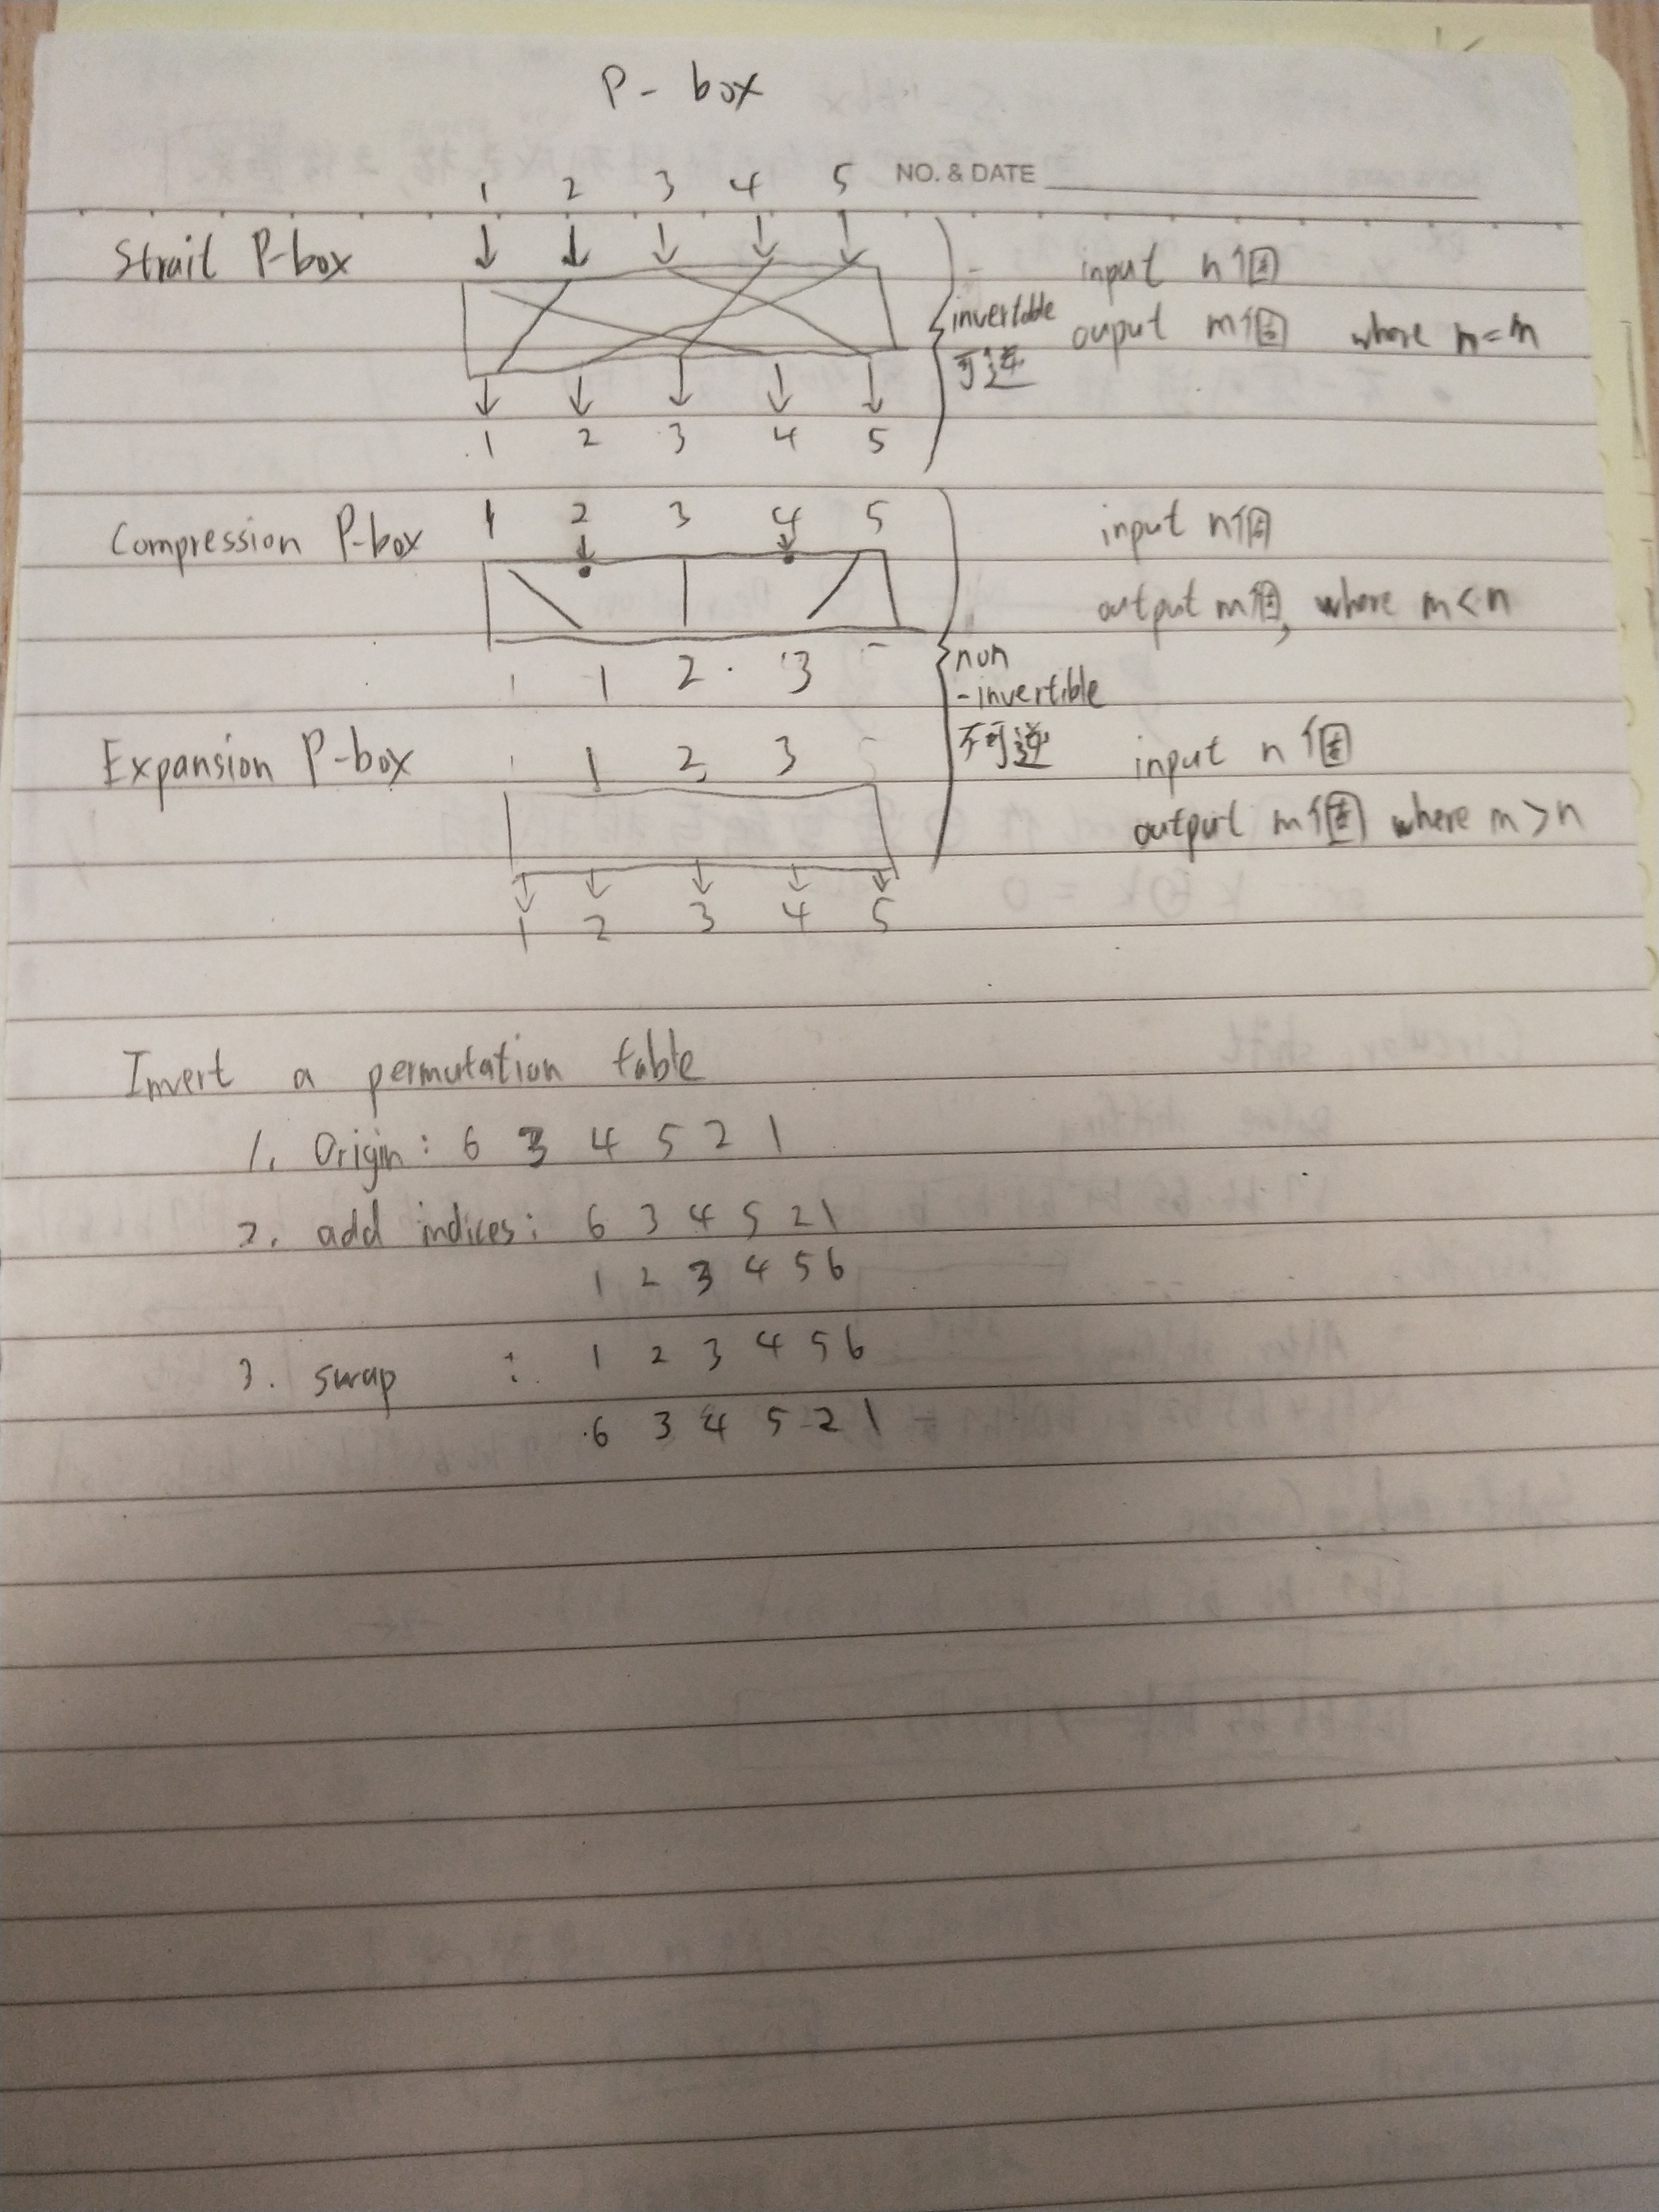 P - box
NO. & DATE
1 2 3 4 5
Strait P-box
input n個
invertable
ouput m個 where m=n
可逆
1 2 3 4 5
Compression P-box
1 2 3 4 5
input n個
output m個, where m<n
1 2 3
non
-invertible
不可逆
Expansion P-box
1 2 3
input n個
output m個 where m>n
1 2 3 4 5
Invert a permutation table
1. Origin: 6 3 4 5 2 1
2. add indices: 6 3 4 5 2 1
1 2 3 4 5 6
3. swap : 1 2 3 4 5 6
6 3 4 5 2 1